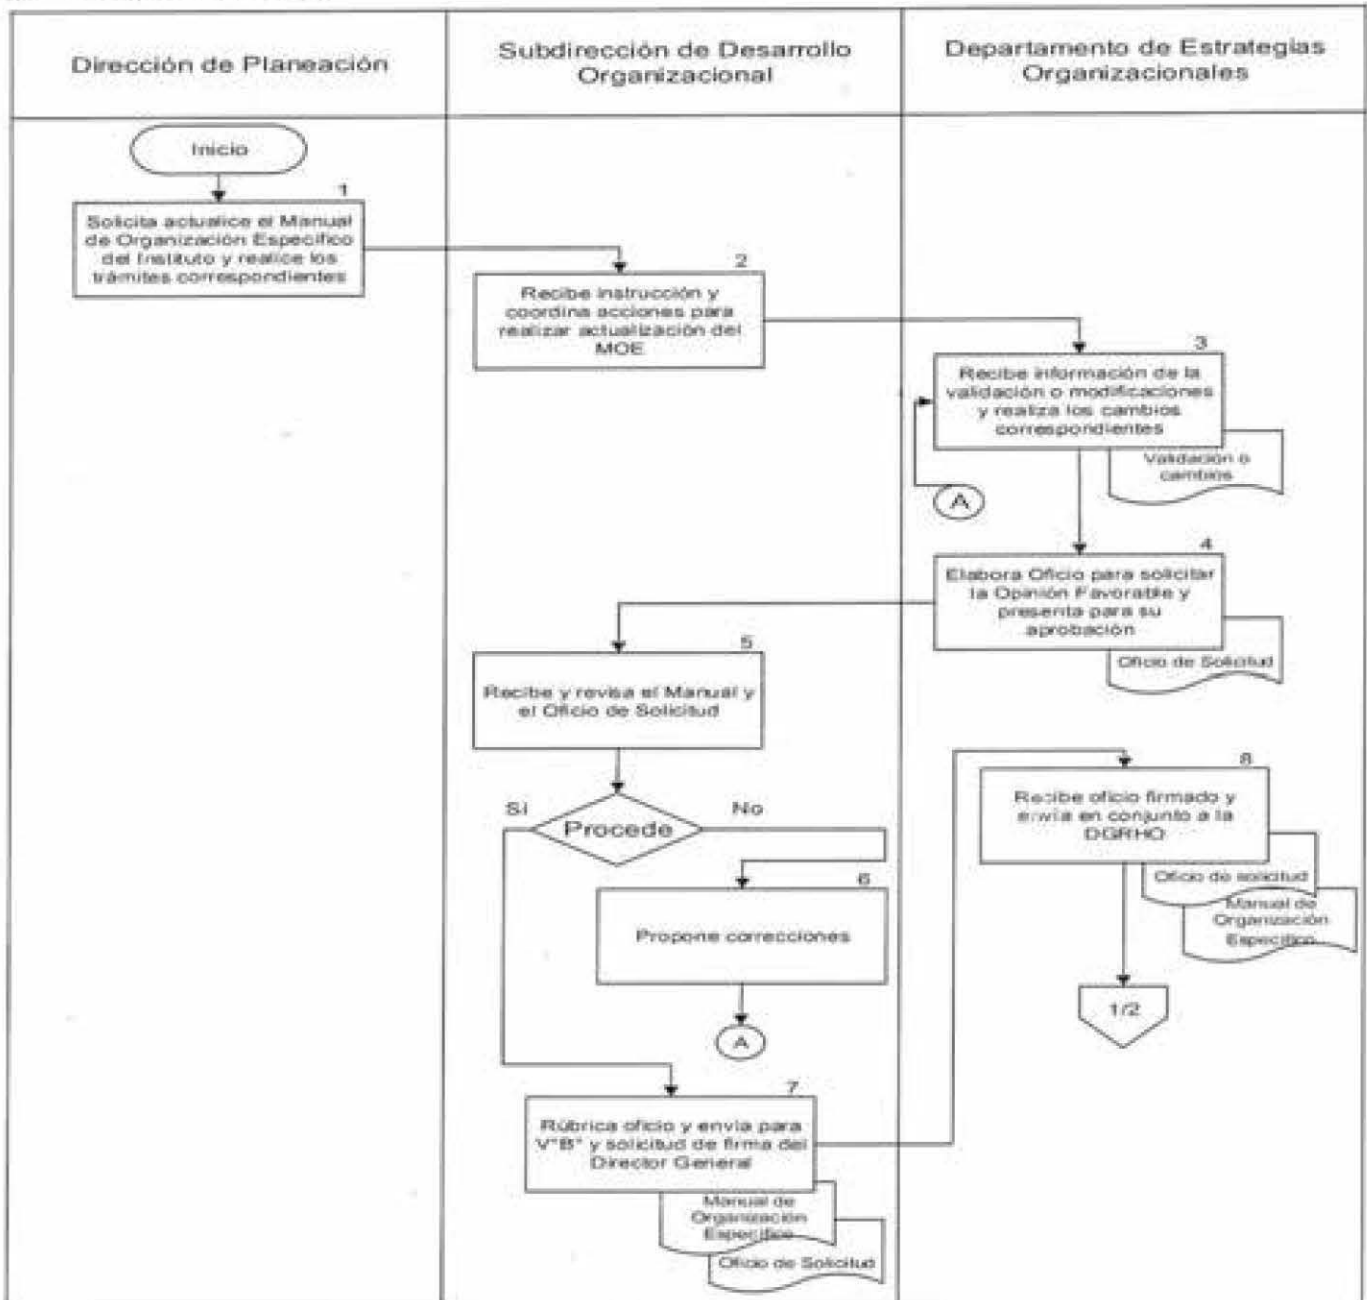 Dirección de Planeación
Subdirección de Desarrollo
Organizacional
Departamento de Estrategias
Organizacionales
Inicio
1
Solicita actualice el Manual
de Organización Específico
del Instituto y realice los
trámites correspondientes
2
Recibe instrucción y
coordina acciones para
realizar actualización del
MOE
3
Recibe información de la
validación o modificaciones
y realiza los cambios
correspondientes
Validación o
cambios
A
4
Elabora Oficio para solicitar
la Opinión Favorable y
presenta para su
aprobación
Oficio de Solicitud
5
Recibe y revisa el Manual y
el Oficio de Solicitud
Procede
Sí
No
6
Propone correcciones
A
7
Rúbrica oficio y envía para
V°B° y solicitud de firma del
Director General
Manual de
Organización
Específico
Oficio de Solicitud
8
Recibe oficio firmado y
envía en conjunto a la
DGRHO
Oficio de solicitud
Manual de
Organización
Específico
1/2